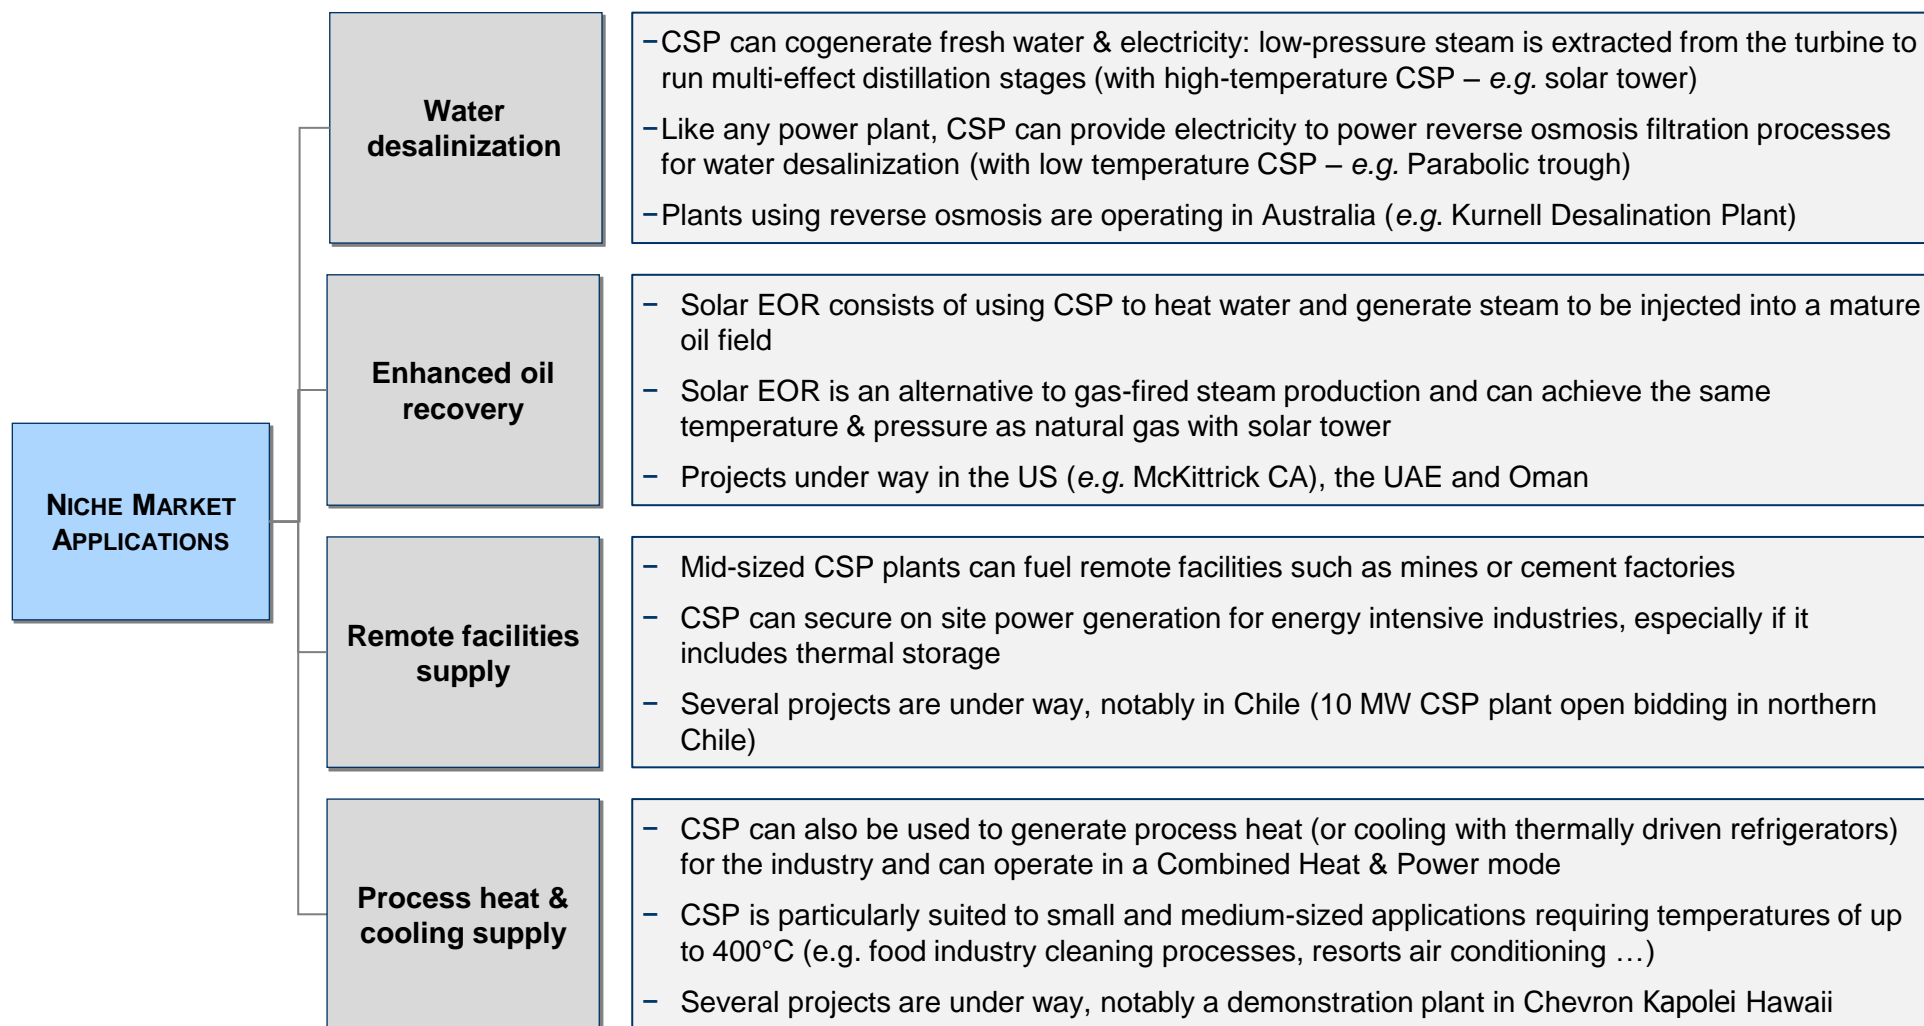 Water
desalinization
−CSP can cogenerate fresh water & electricity: low-pressure steam is extracted from the turbine to
run multi-effect distillation stages (with high-temperature CSP – e.g. solar tower)
−Like any power plant, CSP can provide electricity to power reverse osmosis filtration processes
for water desalinization (with low temperature CSP – e.g. Parabolic trough)
−Plants using reverse osmosis are operating in Australia (e.g. Kurnell Desalination Plant)
Enhanced oil
recovery
− Solar EOR consists of using CSP to heat water and generate steam to be injected into a mature
oil field
− Solar EOR is an alternative to gas-fired steam production and can achieve the same
temperature & pressure as natural gas with solar tower
− Projects under way in the US (e.g. McKittrick CA), the UAE and Oman
NICHE MARKET
APPLICATIONS
Remote facilities
supply
− Mid-sized CSP plants can fuel remote facilities such as mines or cement factories
− CSP can secure on site power generation for energy intensive industries, especially if it
includes thermal storage
− Several projects are under way, notably in Chile (10 MW CSP plant open bidding in northern
Chile)
Process heat &
cooling supply
− CSP can also be used to generate process heat (or cooling with thermally driven refrigerators)
for the industry and can operate in a Combined Heat & Power mode
− CSP is particularly suited to small and medium-sized applications requiring temperatures of up
to 400°C (e.g. food industry cleaning processes, resorts air conditioning …)
− Several projects are under way, notably a demonstration plant in Chevron Kapolei Hawaii